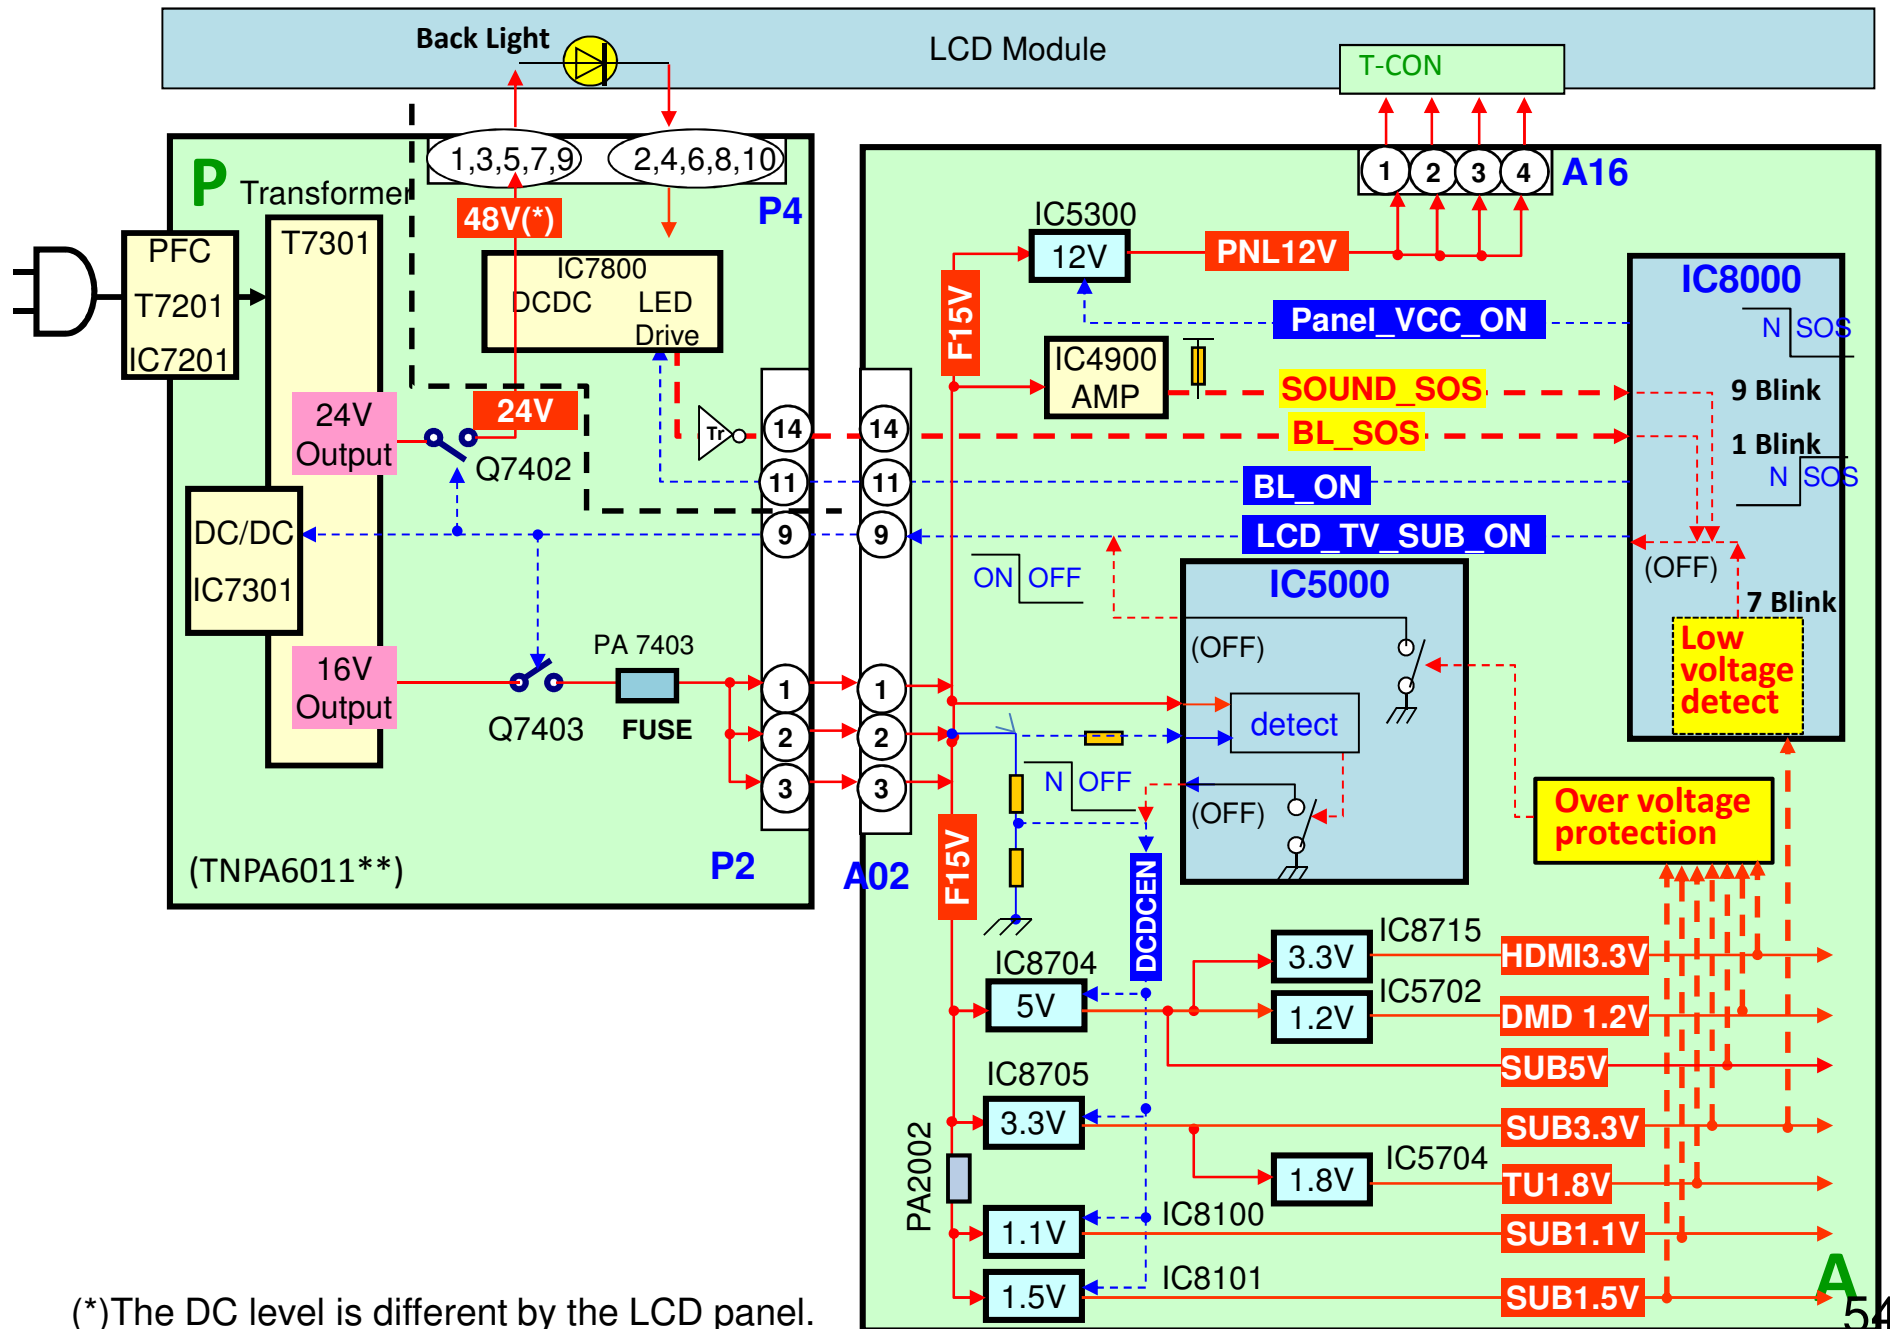 Back Light
LCD Module
T-CON
1,3,5,7,9
2,4,6,8,10
P4
1
2
3
4
A16
P
Transformer
T7301
PFC
T7201
IC7201
48V(*)
IC7800
DCDC
LED
Drive
24V
Output
24V
Q7402
DC/DC
IC7301
16V
Output
Q7403
PA 7403
FUSE
Tr
14
11
9
1
2
3
P2
(TNPA6011**)
14
11
9
1
2
3
A02
F15V
IC5300
12V
PNL12V
Panel_VCC_ON
IC4900
AMP
SOUND_SOS
BL_SOS
BL_ON
LCD_TV_SUB_ON
IC8000
N
SOS
9 Blink
1 Blink
N
SOS
(OFF)
7 Blink
Low
voltage
detect
ON
OFF
IC5000
(OFF)
detect
(OFF)
N
OFF
Over voltage
protection
F15V
DCDCEN
IC8704
5V
IC8715
3.3V
HDMI3.3V
IC5702
1.2V
DMD 1.2V
SUB5V
IC8705
3.3V
SUB3.3V
IC5704
1.8V
TU1.8V
PA2002
IC8100
1.1V
SUB1.1V
IC8101
1.5V
SUB1.5V
A
54
(*)The DC level is different by the LCD panel.